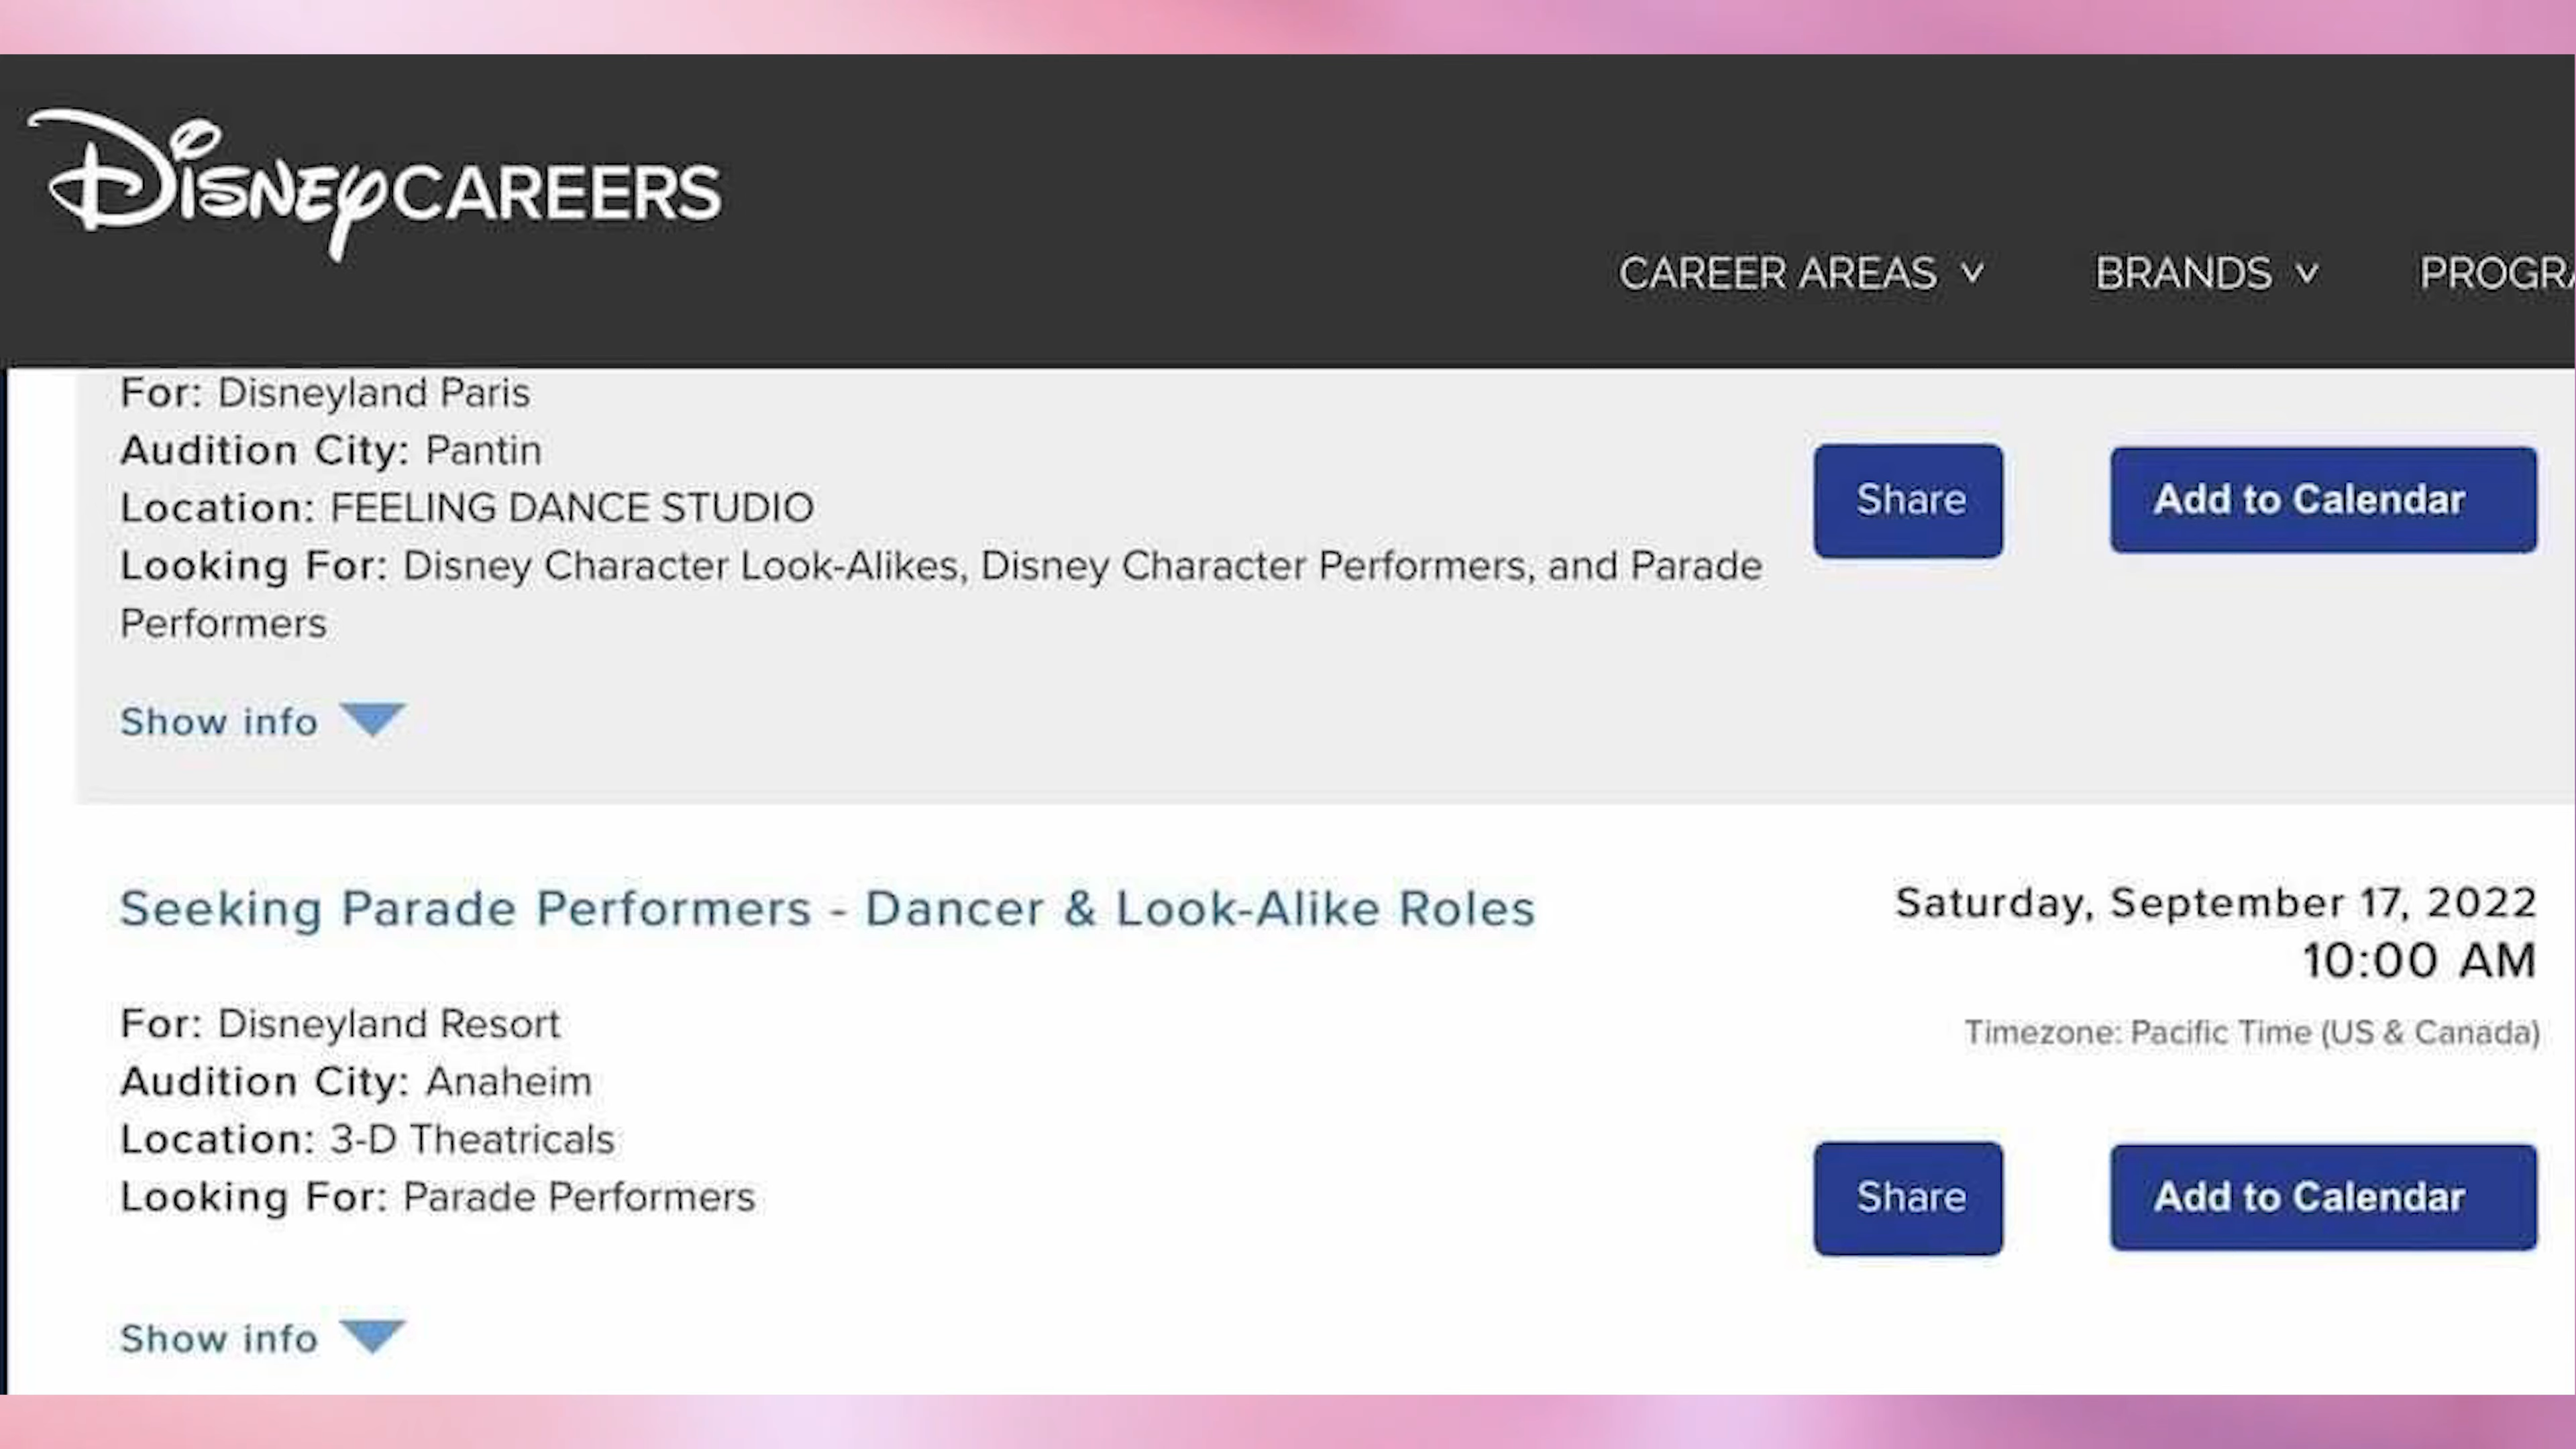 DisNEyCAREERS
CAREER AREAS v BRANDS v PROGRA
For: Disneyland Paris
Audition City: Pantin
Location: FEELING DANCE STUDIO
Looking For: Disney Character Look-Alikes, Disney Character Performers, and Parade
Performers
Share Add to Calendar
Show info
Seeking Parade Performers - Dancer & Look-Alike Roles
Saturday, September 17, 2022
10:00 AM
Timezone: Pacific Time (US & Canada)
For: Disneyland Resort
Audition City: Anaheim
Location: 3-D Theatricals
Looking For: Parade Performers
Share Add to Calendar
Show info